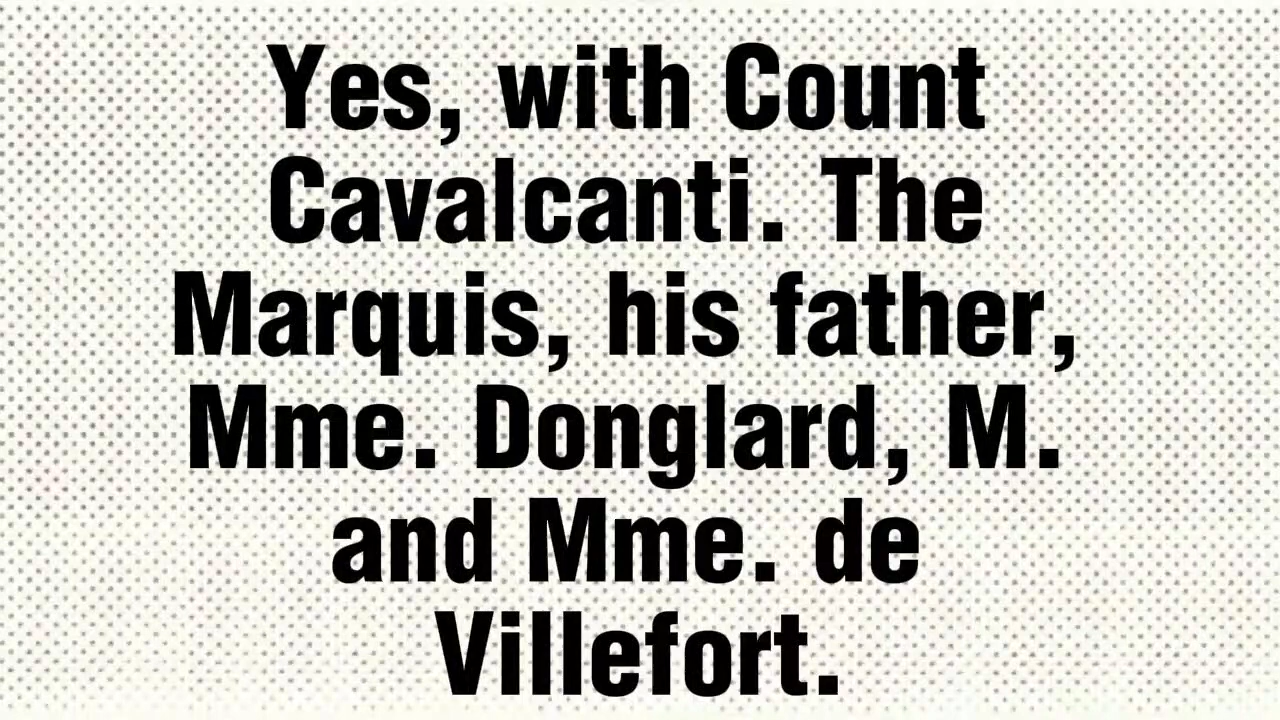 Yes, with Count
Cavalcanti. The
Marquis, his father,
Mme. Donglard, M.
and Mme. de
Villefort.